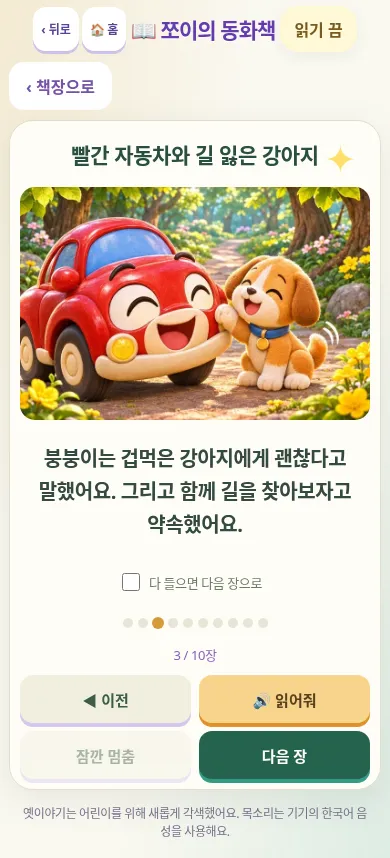 ‹ 뒤로
🏠 홈
📖 쪼이의 동화책
읽기 끔
‹ 책장으로
빨간 자동차와 길 잃은 강아지
붕붕이는 겁먹은 강아지에게 괜찮다고
말했어요. 그리고 함께 길을 찾아보자고
약속했어요.
다 들으면 다음 장으로
3 / 10장
◀ 이전
🔊 읽어줘
잠깐 멈춤
다음 장
옛이야기는 어린이를 위해 새롭게 각색했어요. 목소리는 기기의 한국어 음
성을 사용해요.